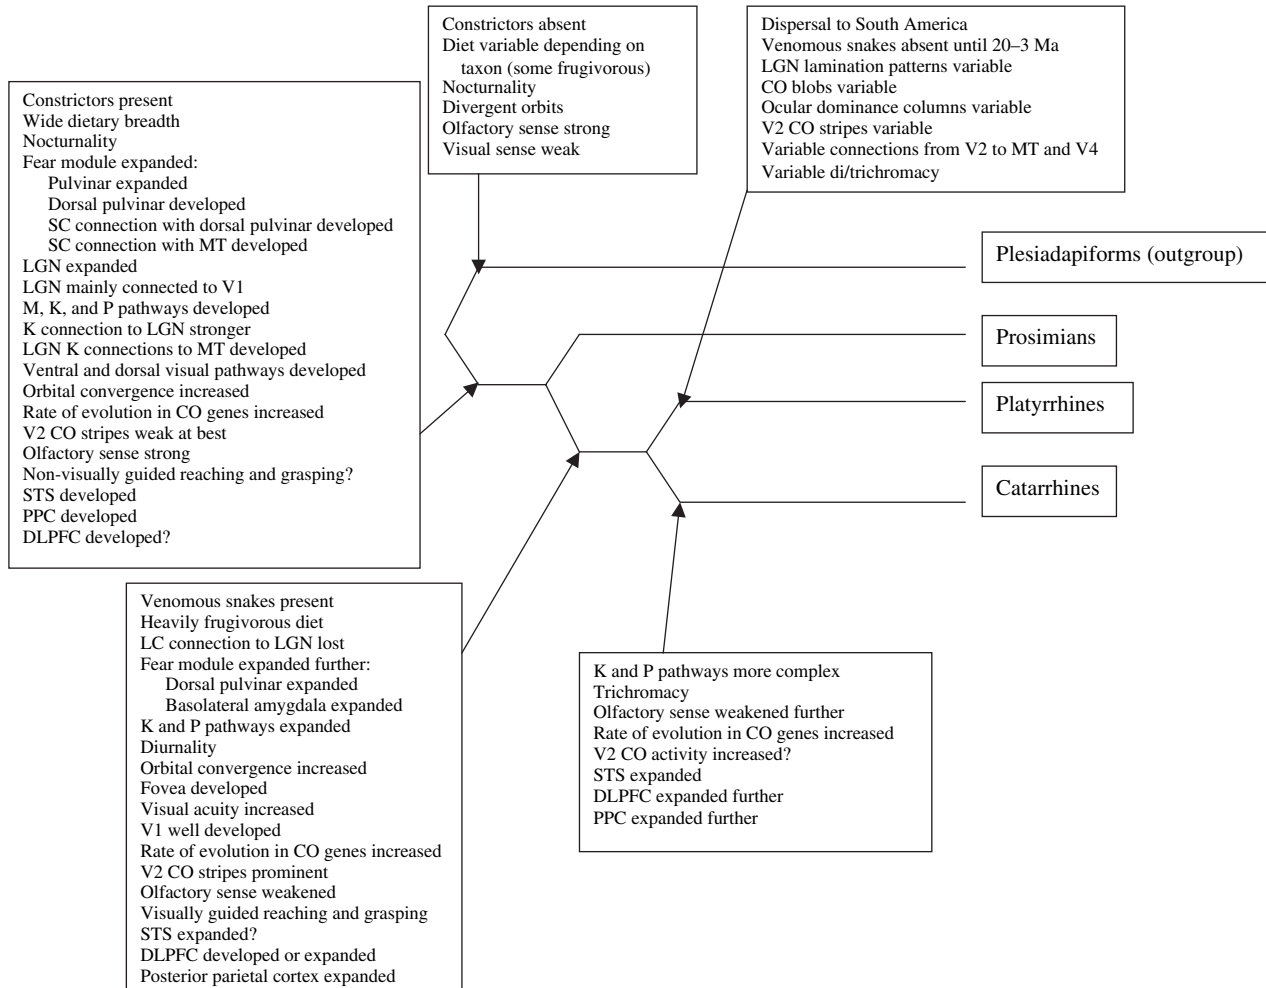 Constrictors absent
Diet variable depending on
taxon (some frugivorous)
Nocturnality
Divergent orbits
Olfactory sense strong
Visual sense weak
Dispersal to South America
Venomous snakes absent until 20–3 Ma
LGN lamination patterns variable
CO blobs variable
Ocular dominance columns variable
V2 CO stripes variable
Variable connections from V2 to MT and V4
Variable di/trichromacy
Constrictors present
Wide dietary breadth
Nocturnality
Fear module expanded:
Pulvinar expanded
Dorsal pulvinar developed
SC connection with dorsal pulvinar developed
SC connection with MT developed
LGN expanded
LGN mainly connected to V1
M, K, and P pathways developed
K connection to LGN stronger
LGN K connections to MT developed
Ventral and dorsal visual pathways developed
Orbital convergence increased
Rate of evolution in CO genes increased
V2 CO stripes weak at best
Olfactory sense strong
Non-visually guided reaching and grasping?
STS developed
PPC developed
DLPFC developed?
Plesiadapiforms (outgroup)
Prosimians
Platyrrhines
Catarrhines
Venomous snakes present
Heavily frugivorous diet
LC connection to LGN lost
Fear module expanded further:
Dorsal pulvinar expanded
Basolateral amygdala expanded
K and P pathways expanded
Diurnality
Orbital convergence increased
Fovea developed
Visual acuity increased
V1 well developed
Rate of evolution in CO genes increased
V2 CO stripes prominent
Olfactory sense weakened
Visually guided reaching and grasping
STS expanded?
DLPFC developed or expanded
Posterior parietal cortex expanded
K and P pathways more complex
Trichromacy
Olfactory sense weakened further
Rate of evolution in CO genes increased
V2 CO activity increased?
STS expanded
DLPFC expanded further
PPC expanded further